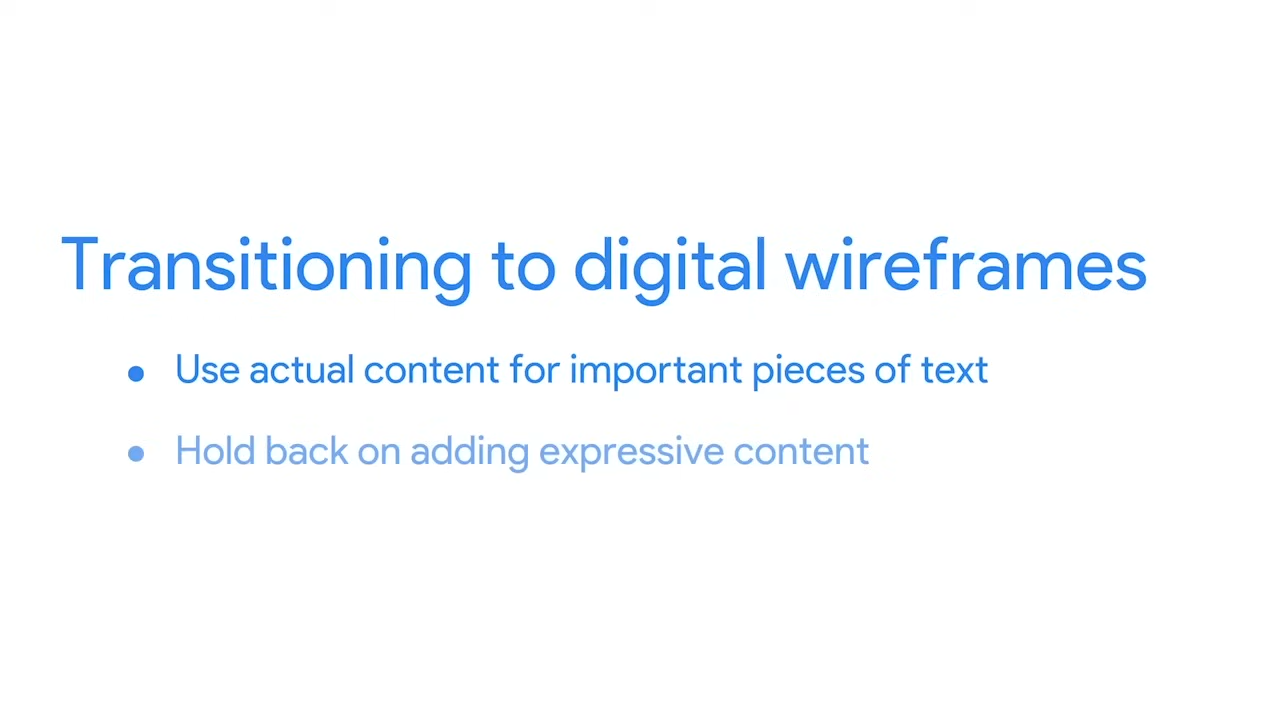 Transitioning to digital wireframes
● Use actual content for important pieces of text
● Hold back on adding expressive content